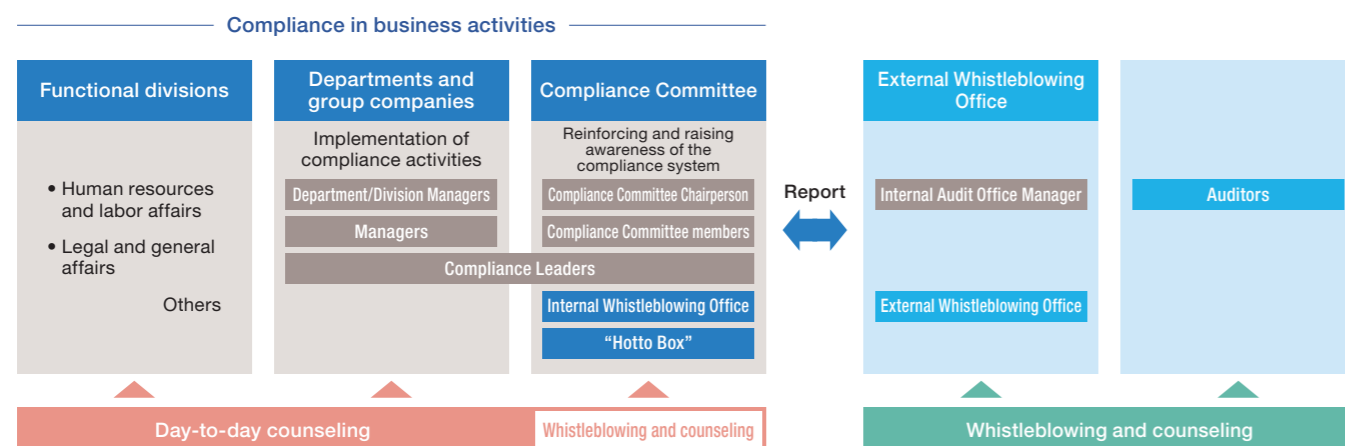 Compliance in business activities
Functional divisions
• Human resources
and labor affairs
• Legal and general
affairs
Others
Departments and
group companies
Implementation of
compliance activities
Department/Division Managers
Managers
Compliance Leaders
Compliance Committee
Reinforcing and raising
awareness of the
compliance system
Compliance Committee Chairperson
Compliance Committee members
Internal Whistleblowing Office
“Hotto Box”
Report
External Whistleblowing
Office
Internal Audit Office Manager
External Whistleblowing Office
Auditors
Day-to-day counseling
Whistleblowing and counseling
Whistleblowing and counseling